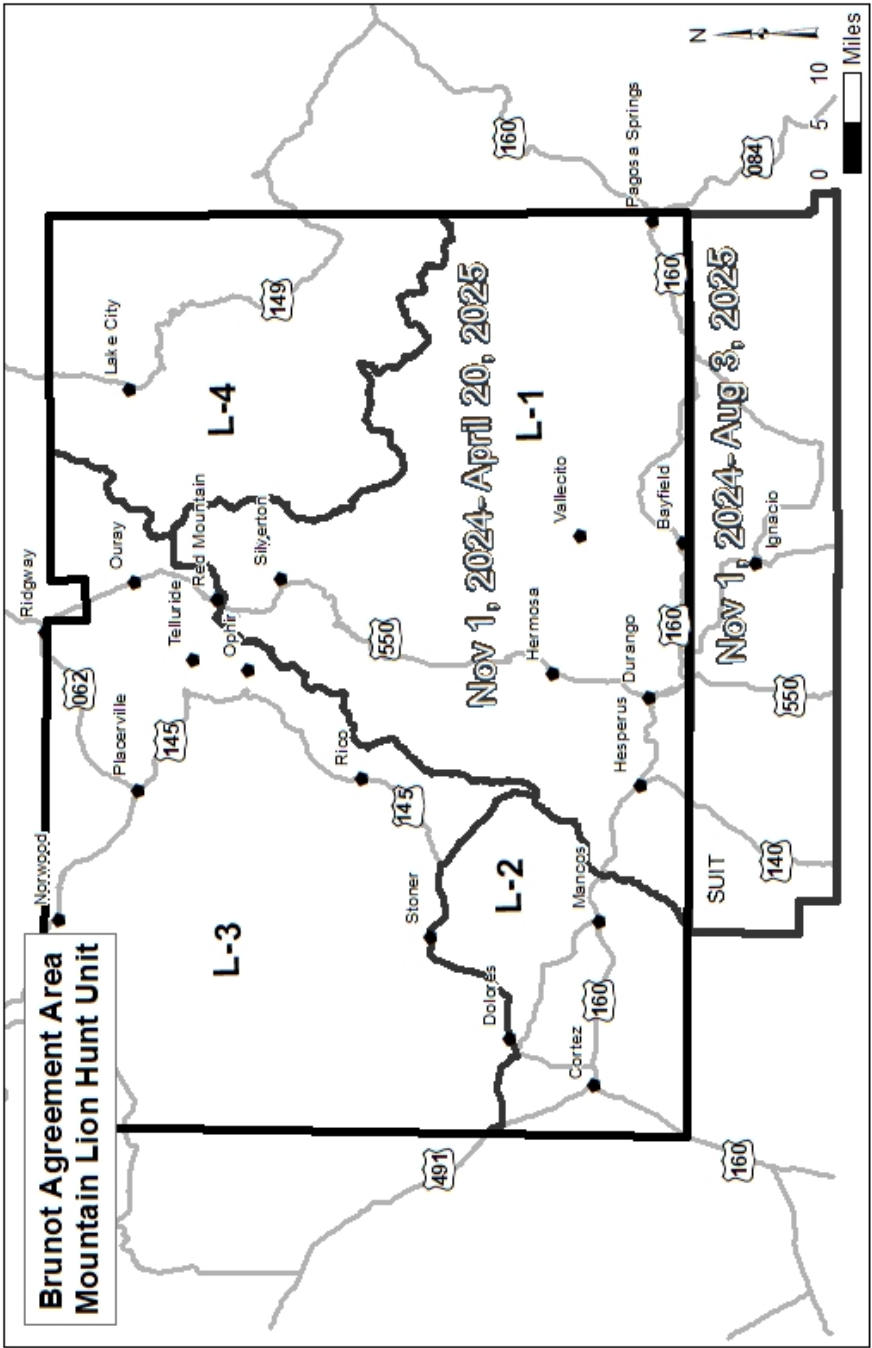 Brunot Agreement Area
Mountain Lion Hunt Unit
Ridgway
Norwood
062
Ouray
Lake City
Placerville
145
Telluride
Red Mountain
Ophir
Silverton
149
L-3
L-4
Rico
145
550
160
Stoner
Nov 1, 2024- April 20, 2025
L-2
L-1
491
Dolores
Hermosa
Vallecito
Cortez
160
Mancos
Hesperus
Durango
Bayfield
Pagosa Springs
160
160
SUIT
Nov 1, 2024- Aug 3, 2025
Ignacio
160
140
550
084
N
0 5 10
Miles